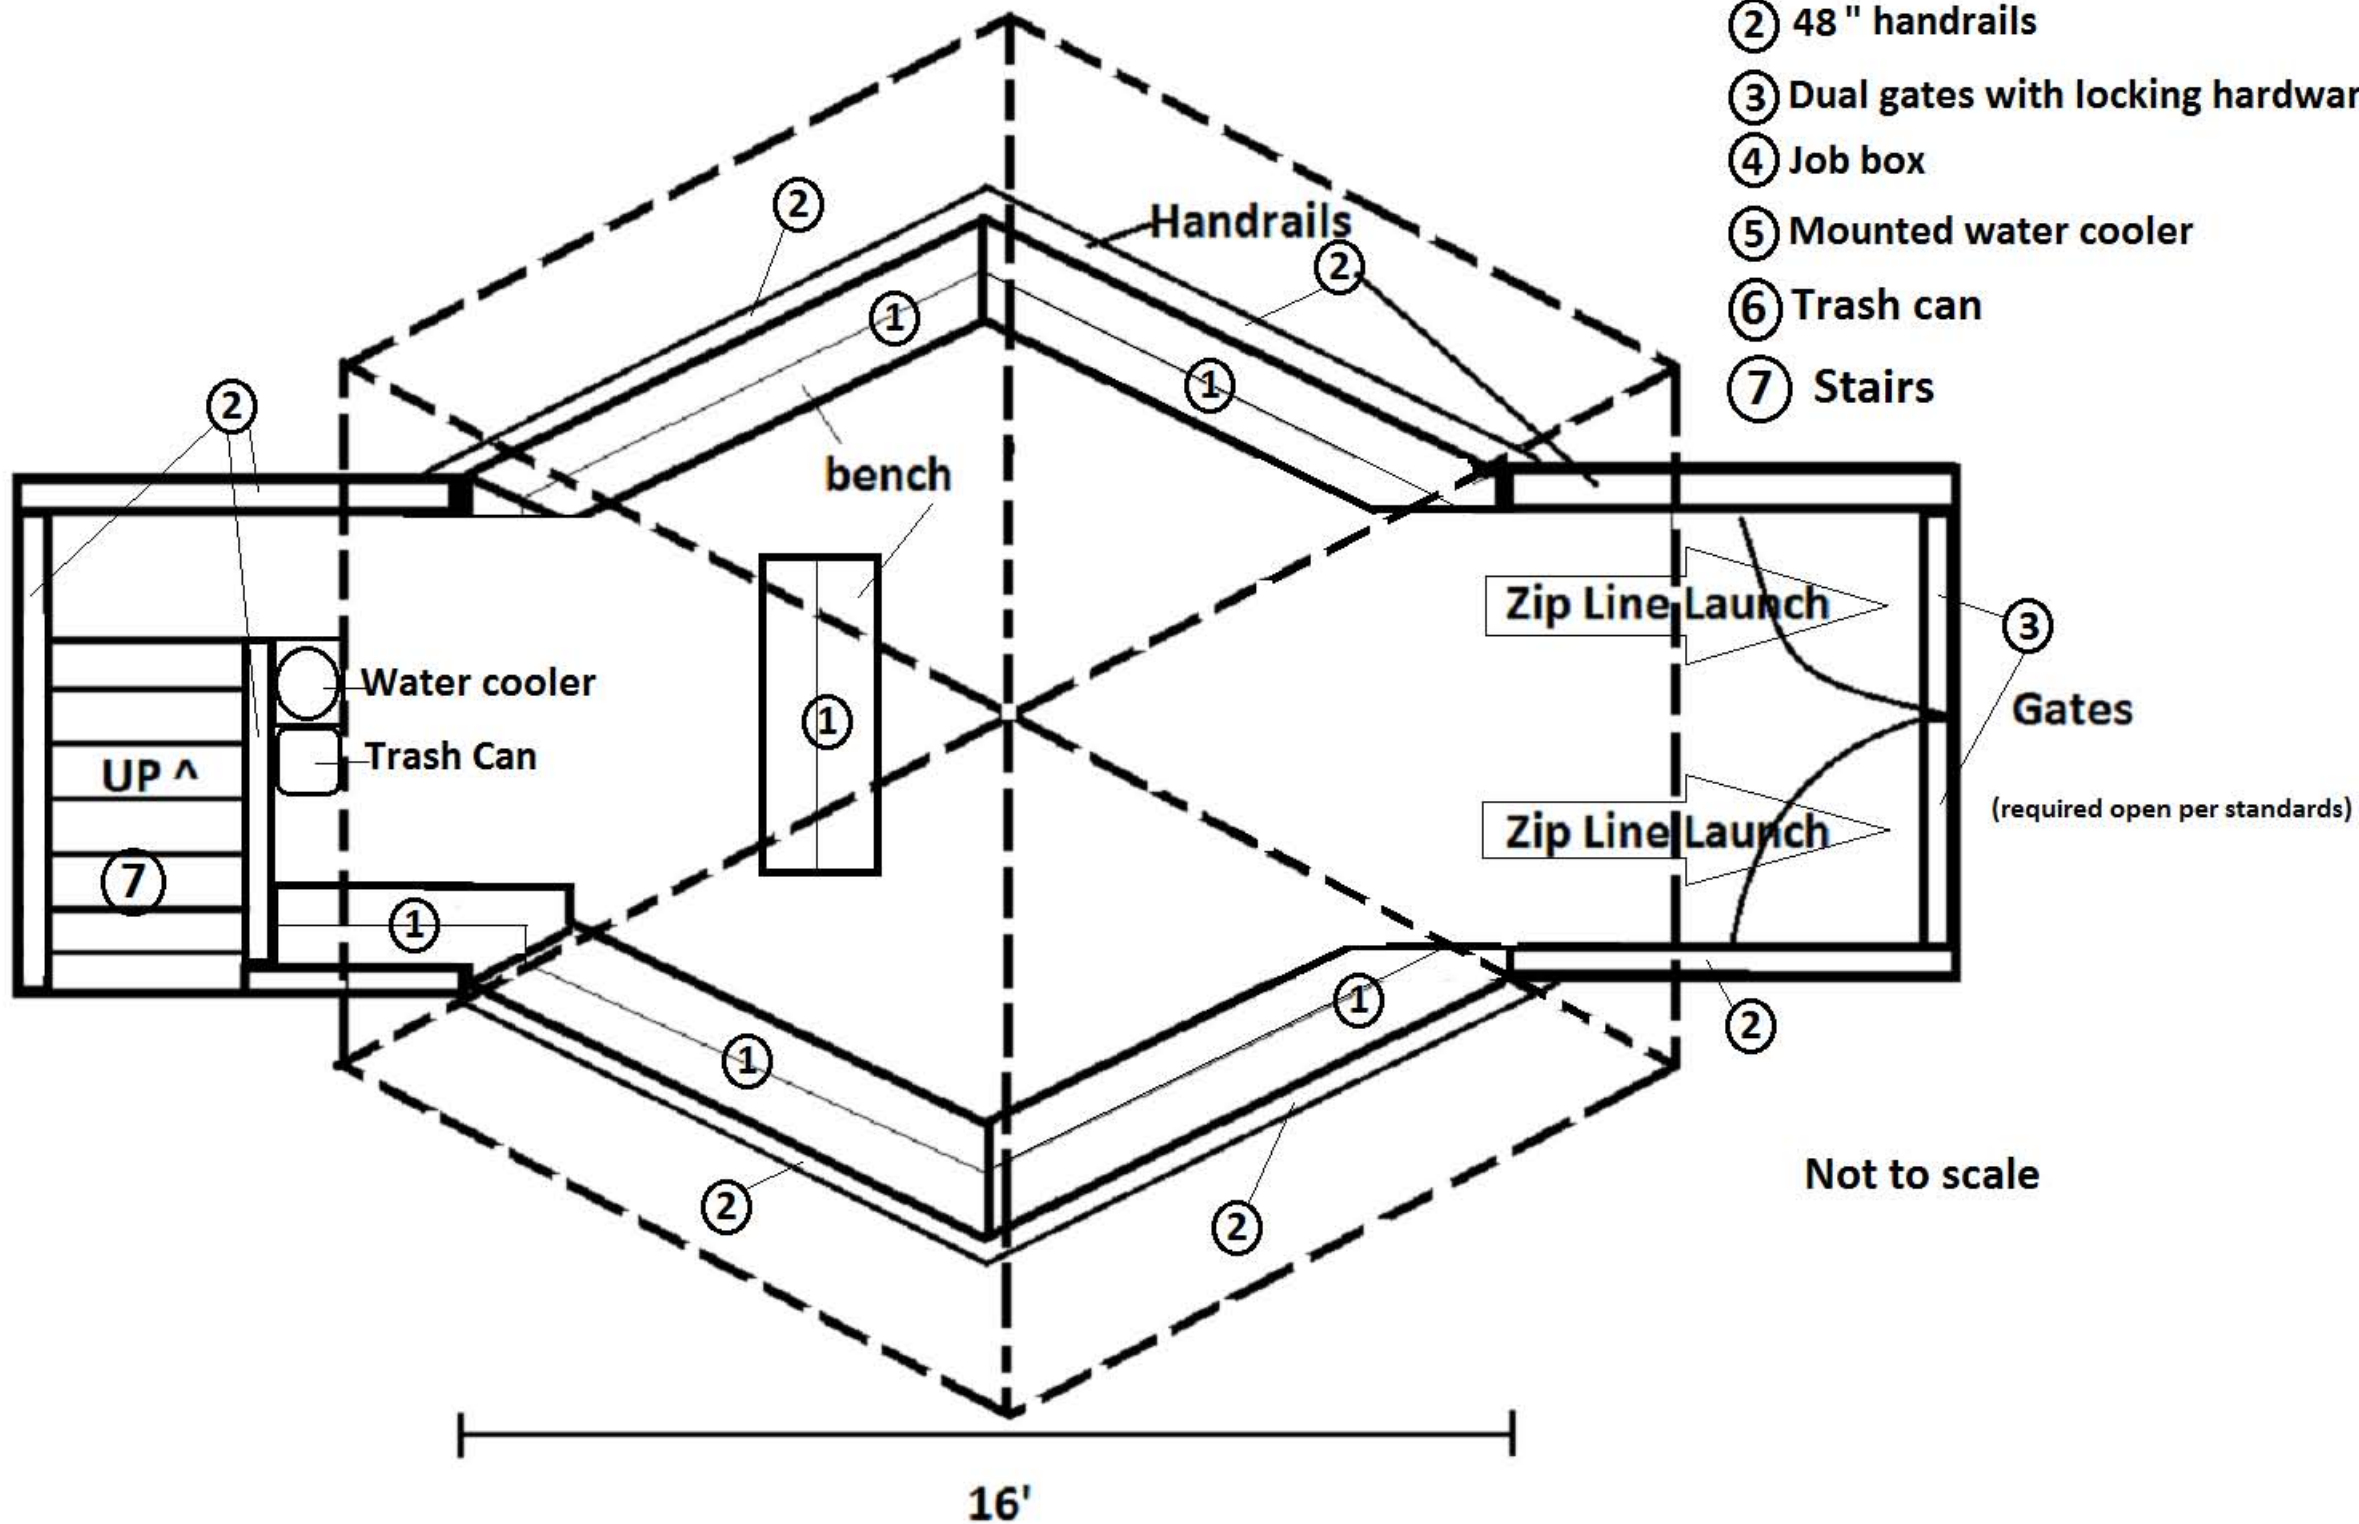 ② 48 " handrails
③ Dual gates with locking hardwar
④ Job box
⑤ Mounted water cooler
⑥ Trash can
⑦ Stairs
2
Handrails
2
1
1
2
bench
Zip Line Launch
3
Water cooler
1
Gates
Trash Can
UP ^
(required open per standards)
Zip Line Launch
7
1
1
2
1
Not to scale
2
2
16'